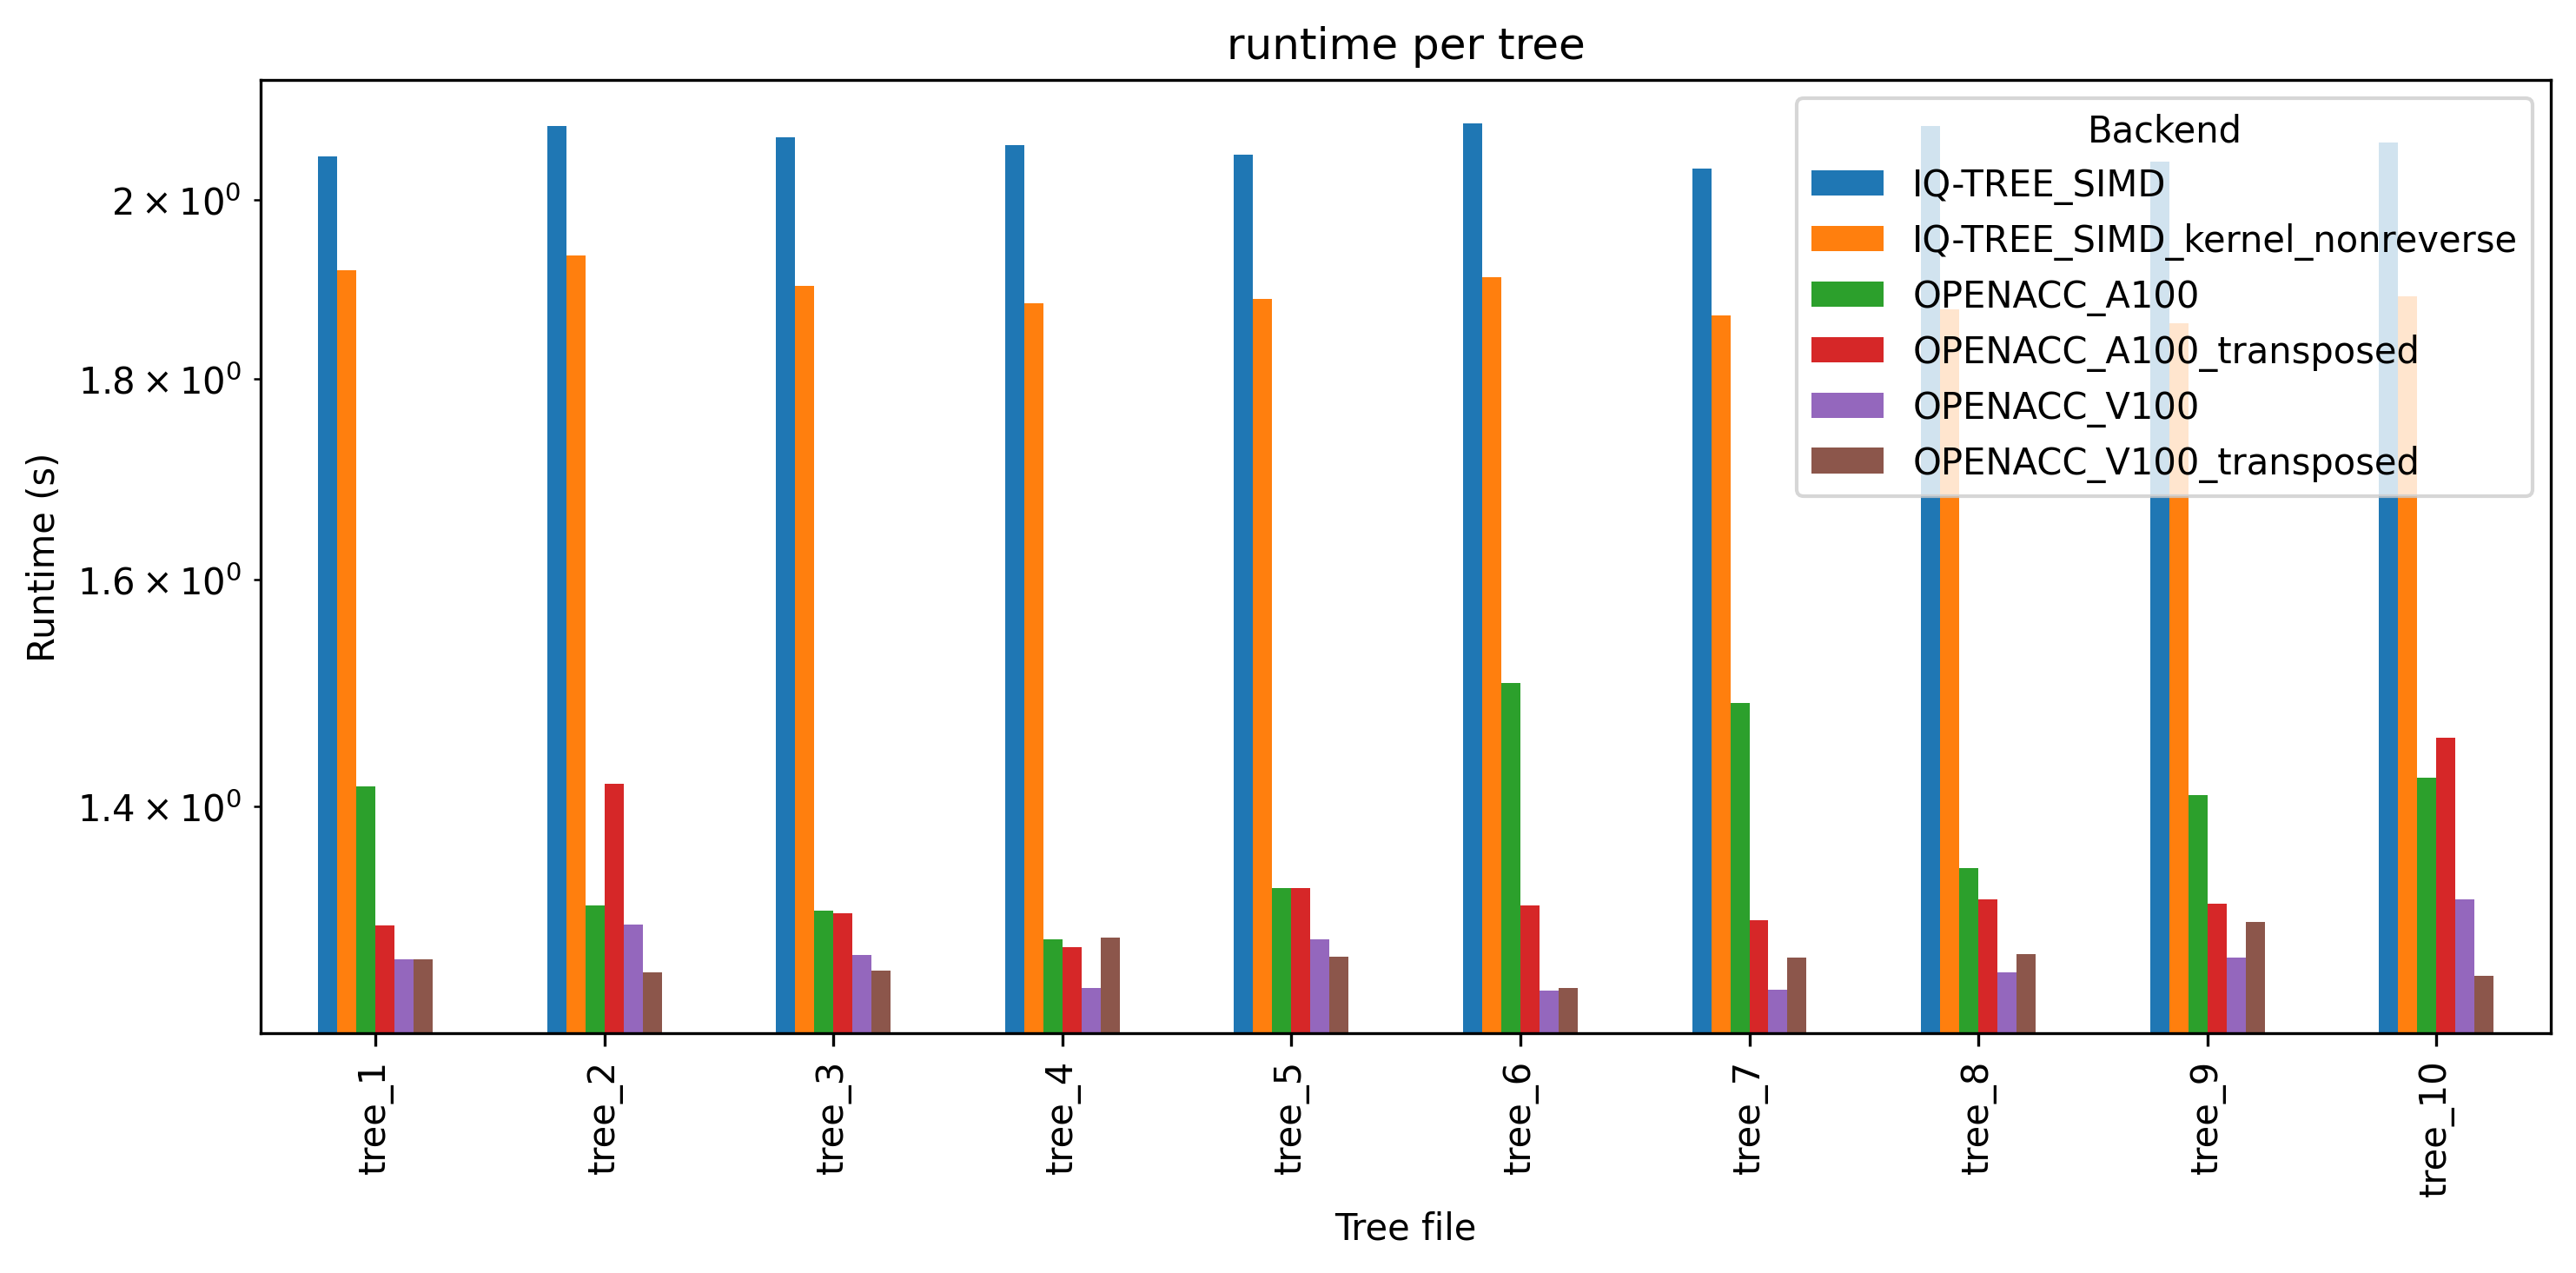 runtime per tree
Backend
IQ-TREE_SIMD
IQ-TREE_SIMD_kernel_nonreverse
OPENACC_A100
OPENACC_A100_transposed
OPENACC_V100
OPENACC_V100_transposed
Runtime (s)
2 × 10⁰
1.8 × 10⁰
1.6 × 10⁰
1.4 × 10⁰
tree_1
tree_2
tree_3
tree_4
tree_5
tree_6
tree_7
tree_8
tree_9
tree_10
Tree file